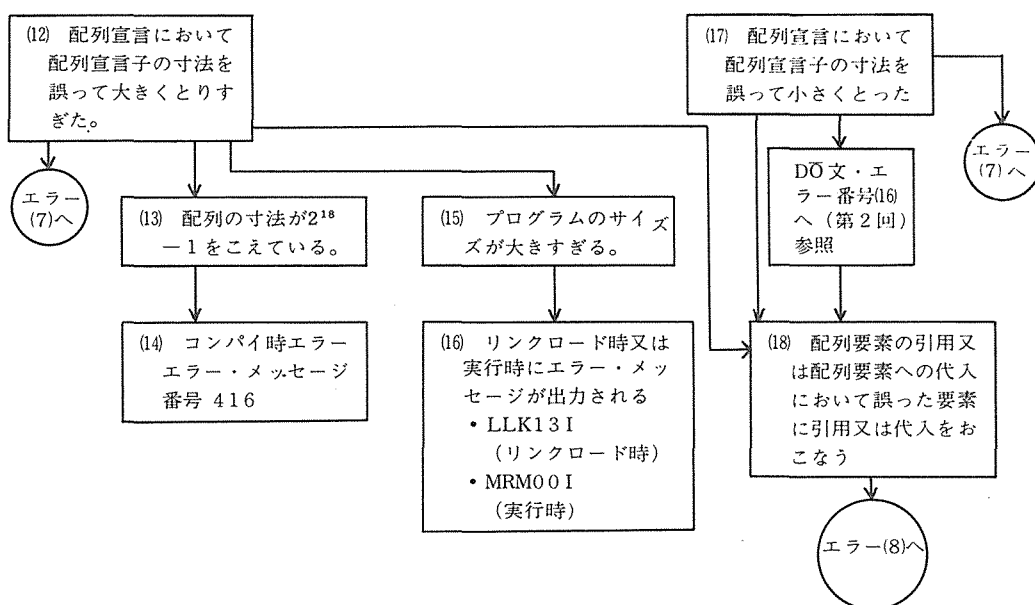 (12) 配列宣言において
配列宣言子の寸法を
誤って大きくとりす
ぎた。
エラー
(7)へ
(13) 配列の寸法が2¹⁸
−1をこえている。
(14) コンパイ時エラー
エラー・メッセージ
番号 416
(15) プログラムのサイズ
ズが大きすぎる。
(16) リンクロード時又は
実行時にエラー・メッ
セージが出力される
• LLK13I
(リンクロード時)
• MRM00I
(実行時)
(17) 配列宣言において
配列宣言子の寸法を
誤って小さくとった
エラー
(7)へ
DŌ文・エ
ラー番号(16)
へ(第2回)
参照
(18) 配列要素の引用又
は配列要素への代入
において誤った要素
に引用又は代入をお
こなう
エラー(8)へ